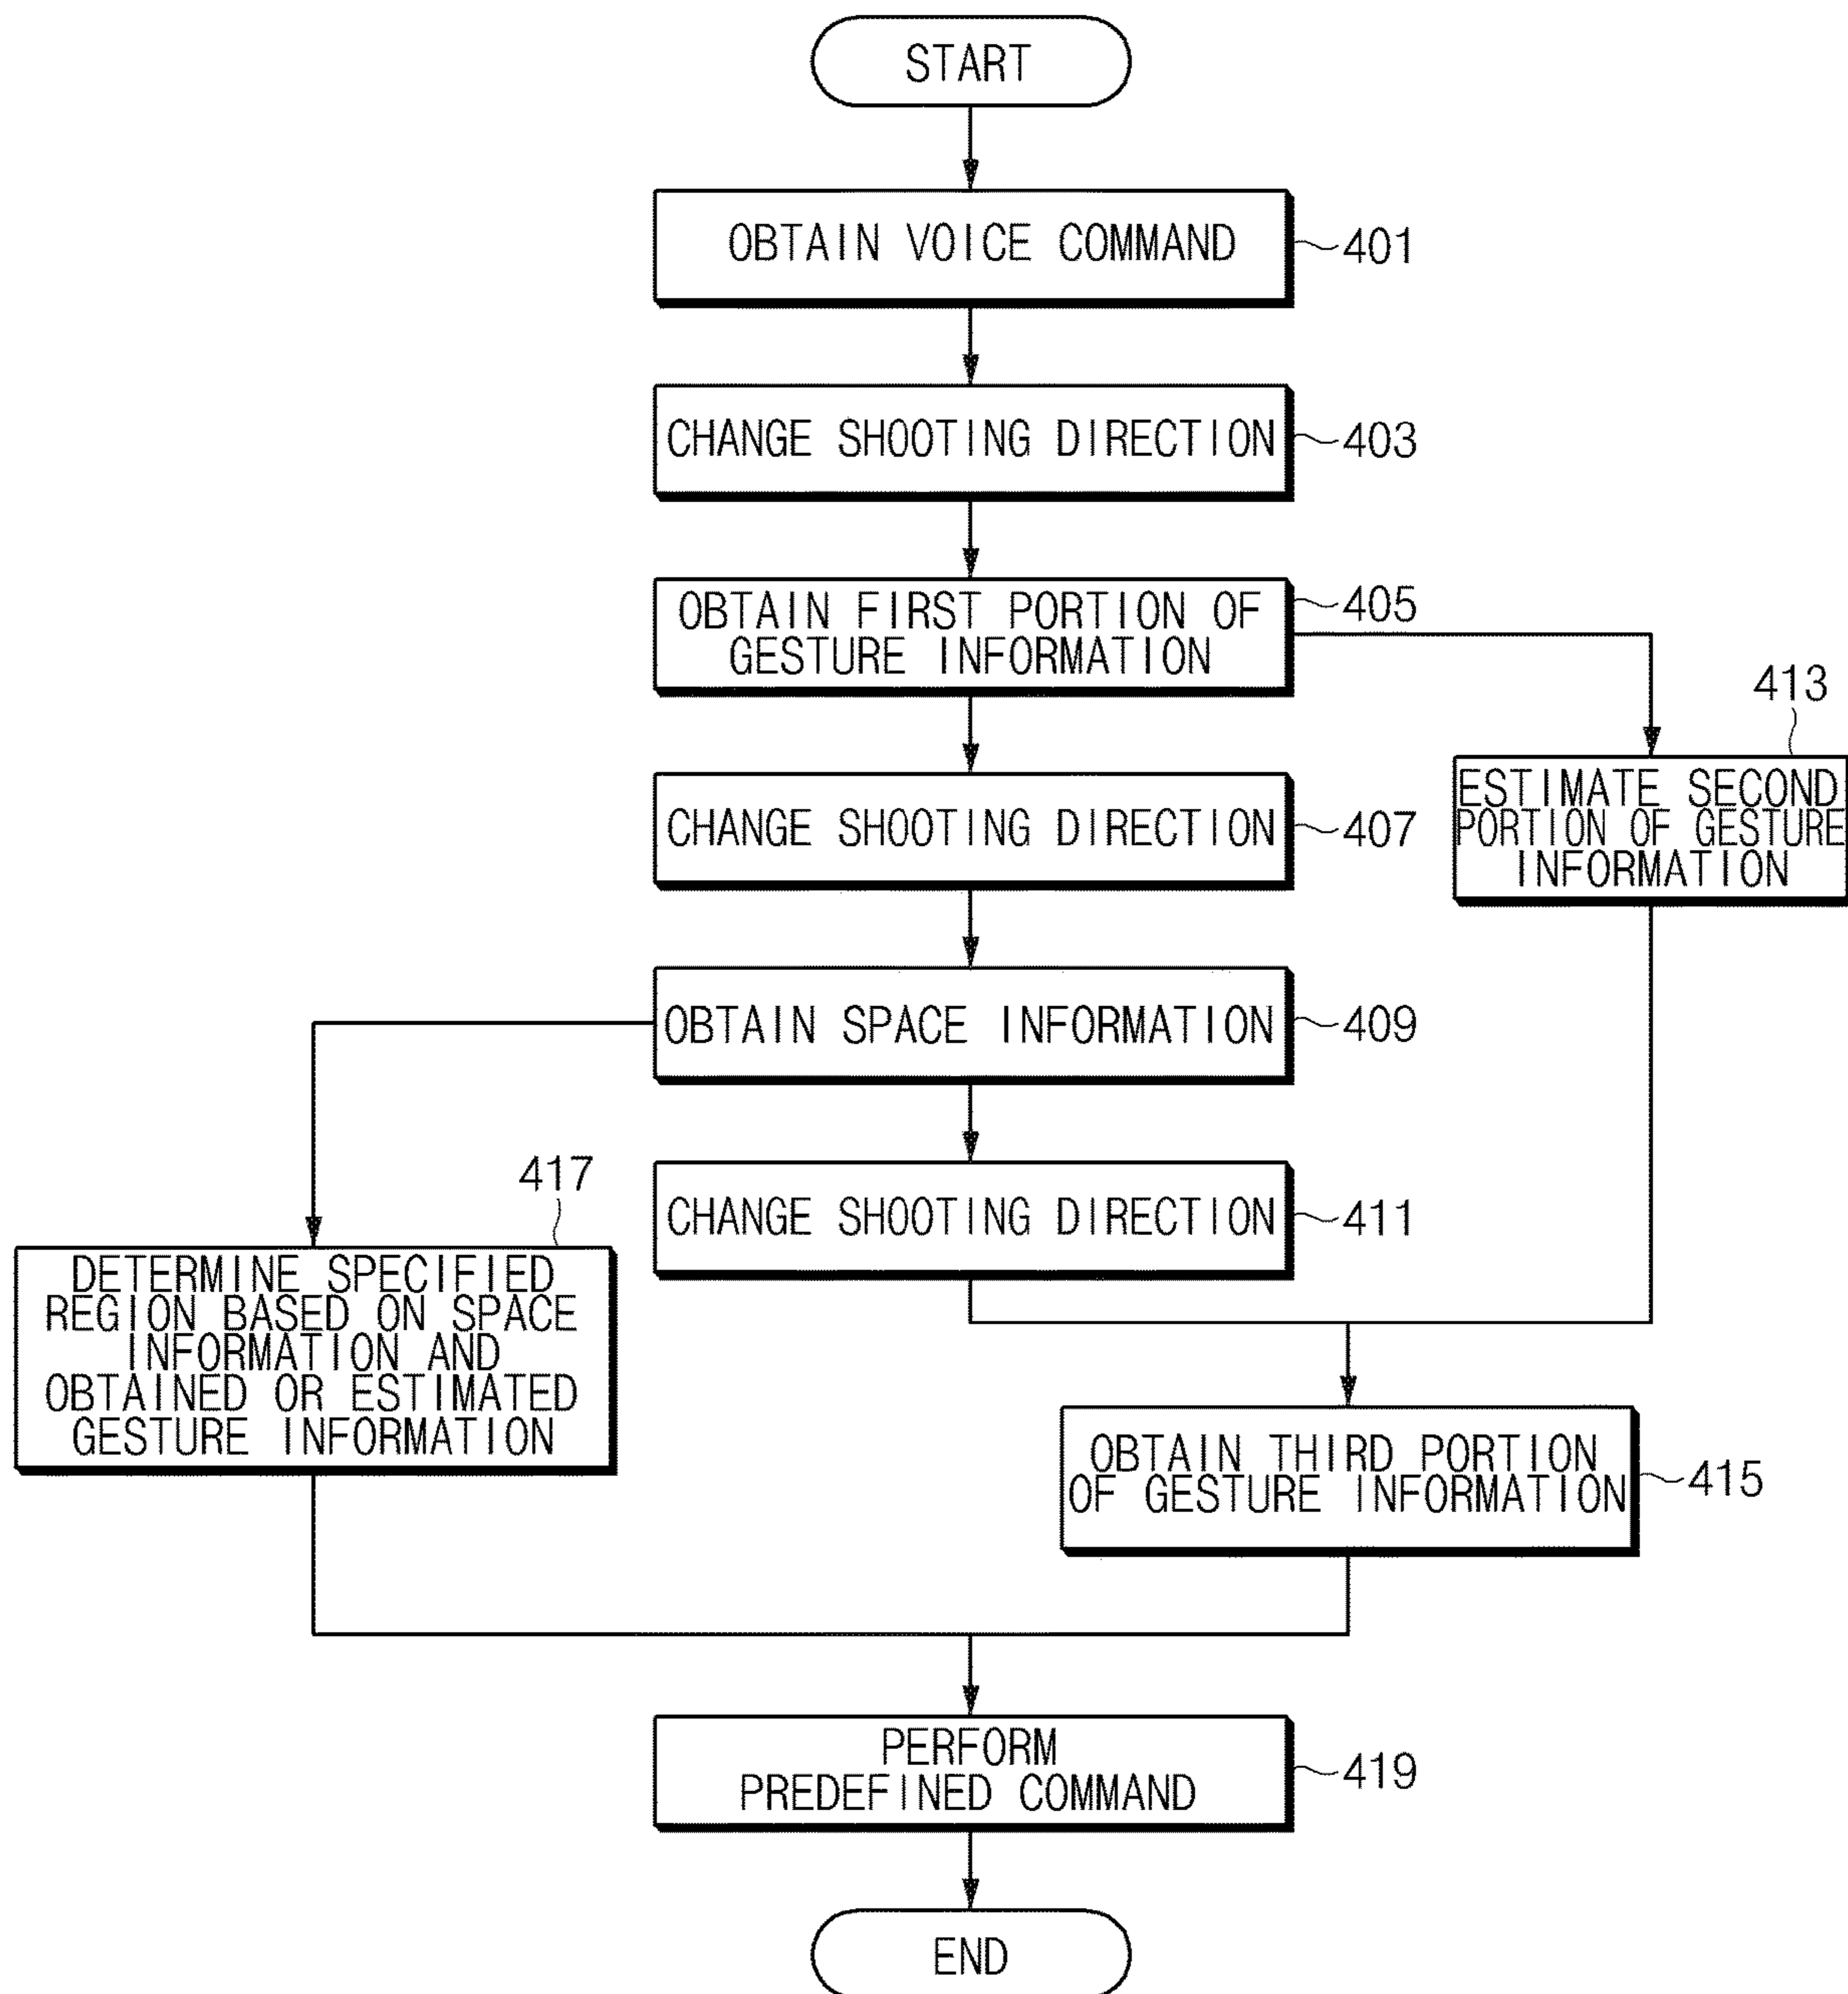 START
OBTAIN VOICE COMMAND
401
CHANGE SHOOTING DIRECTION
403
OBTAIN FIRST PORTION OF
GESTURE INFORMATION
405
413
ESTIMATE SECOND
PORTION OF GESTURE
INFORMATION
CHANGE SHOOTING DIRECTION
407
OBTAIN SPACE INFORMATION
409
417
DETERMINE SPECIFIED
REGION BASED ON SPACE
INFORMATION AND
OBTAINED OR ESTIMATED
GESTURE INFORMATION
CHANGE SHOOTING DIRECTION
411
OBTAIN THIRD PORTION
OF GESTURE INFORMATION
415
PERFORM
PREDEFINED COMMAND
419
END